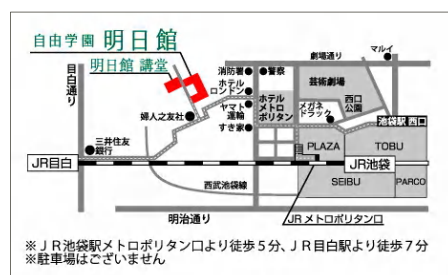 自由学園 明日館
明日館 講堂
目白通り
消防署
警察
劇場通り
マルイ
ホテル
ロンドン
ヤマト
運輸
すき家
ホテル
メトロ
ポリタン
芸術劇場
西口
公園
メガネ
ドラッグ
池袋駅 西口
婦人之友社
三井住友
銀行
JR目白
PLAZA
TOBU
JR池袋
西武池袋線
SEIBU
PARCO
明治通り
JR メトロポリタン口
※ＪＲ池袋駅メトロポリタン口より徒歩５分、ＪＲ目白駅より徒歩７分
※駐車場はございません